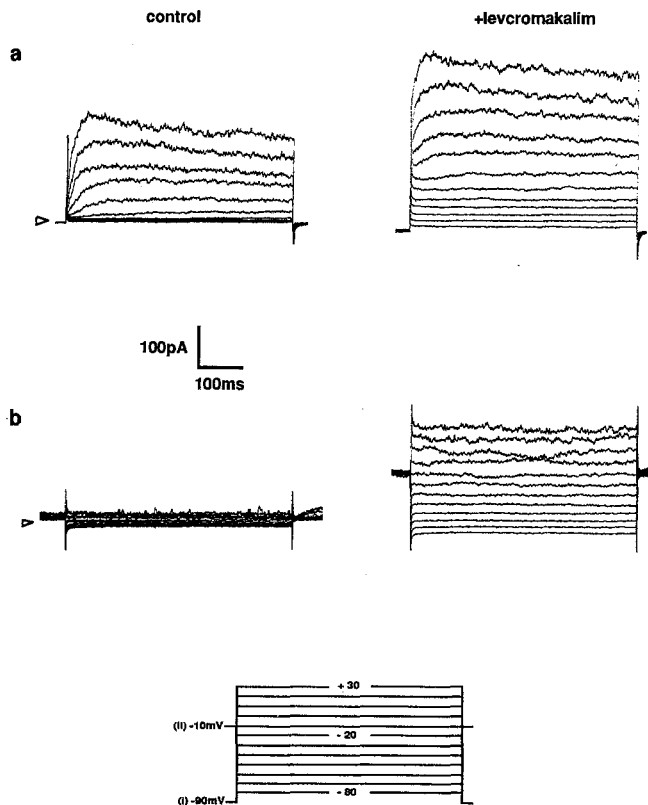 control
+levcromakalim
a
100pA
100ms
b
+ 30
(ii) -10mV
- 20
- 80
(i) -90mV